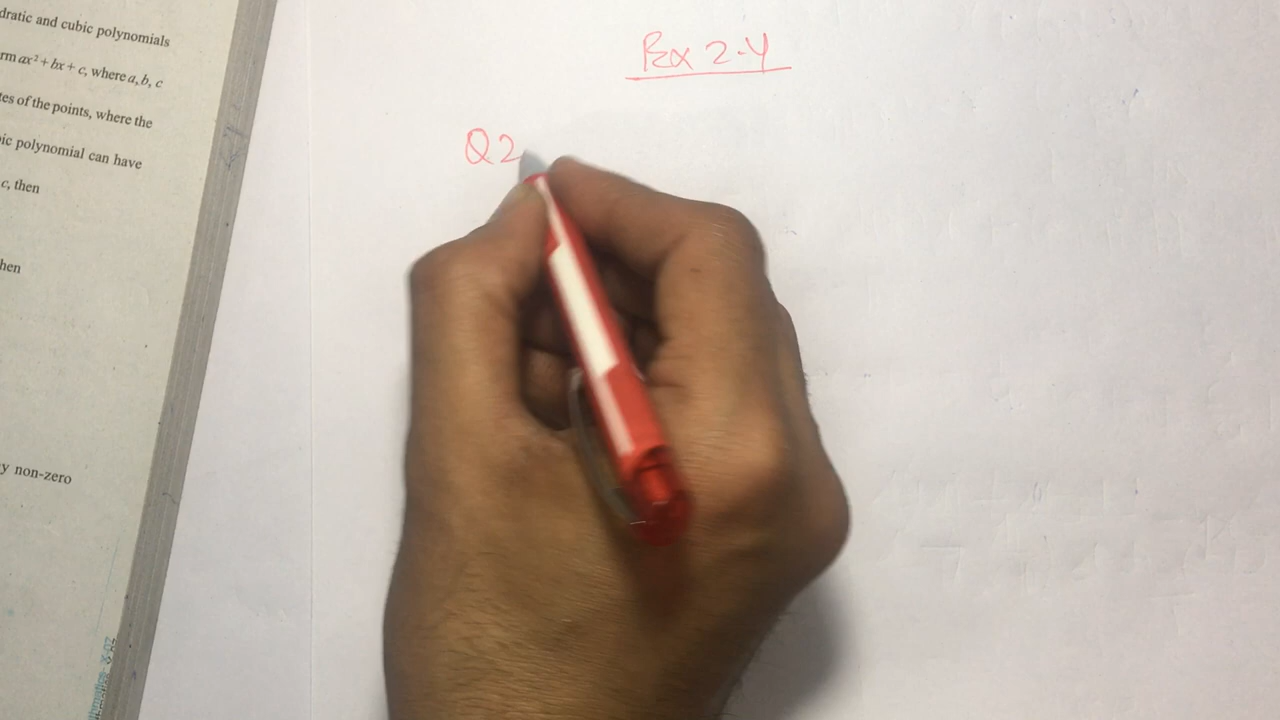 dratic and cubic polynomials
rm ax² + bx + c, where a, b, c
tes of the points, where the
ic polynomial can have
c, then
hen
y non-zero
Ex 2.4
Q2